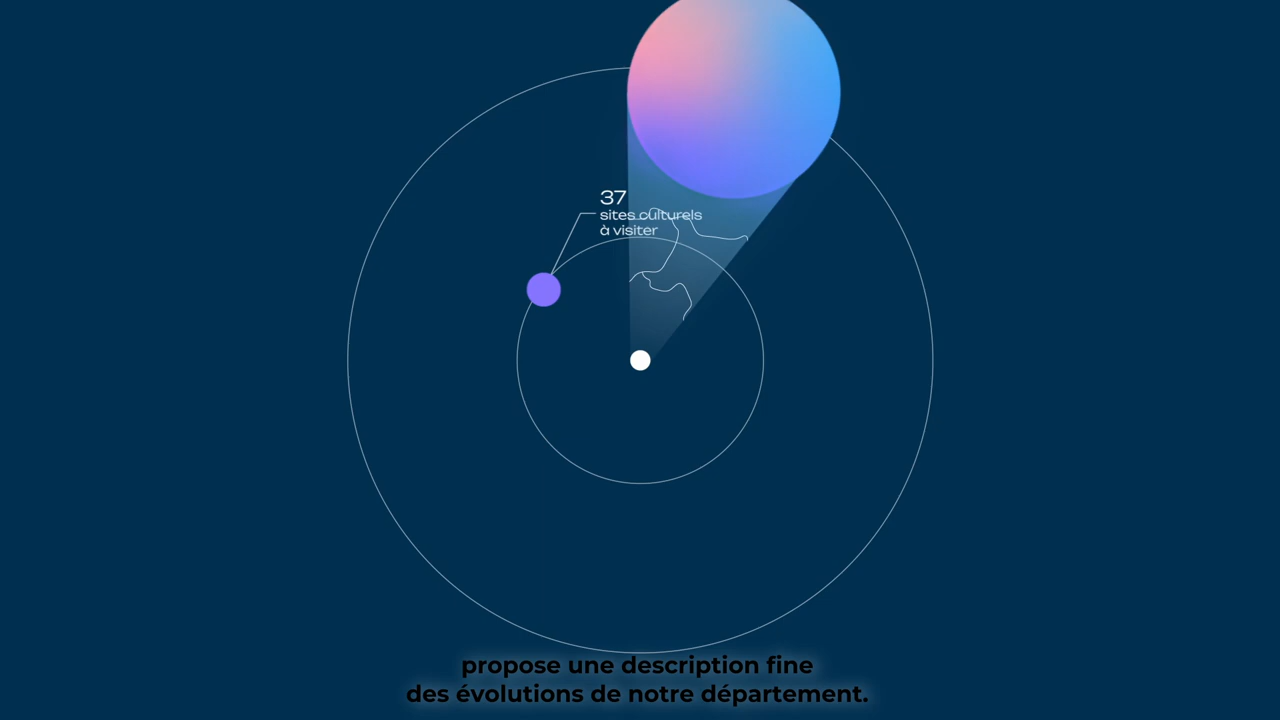 37
sites culturels
à visiter
propose une description fine
des évolutions de notre département.